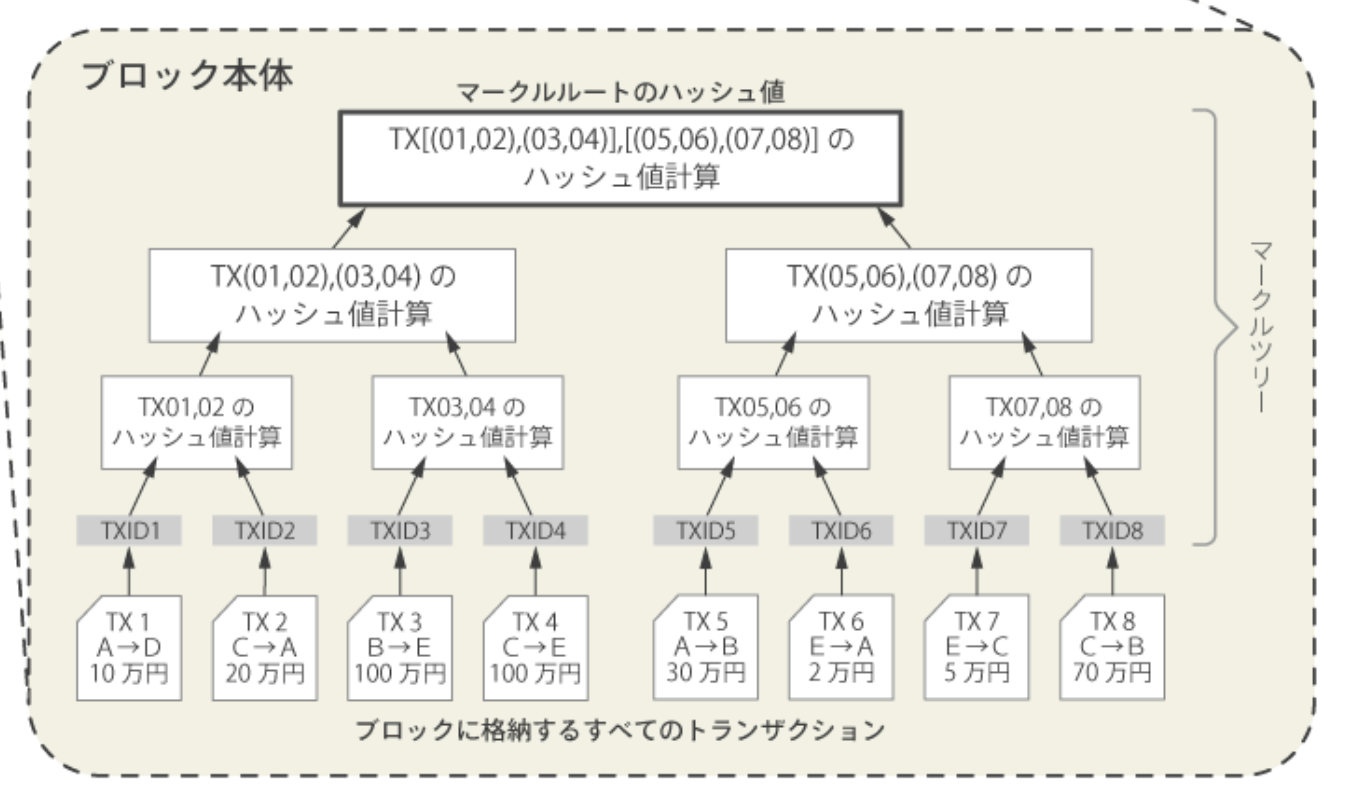 ブロック本体
マークルルートのハッシュ値
TX[(01,02),(03,04)],[(05,06),(07,08)] の
ハッシュ値計算
TX(01,02),(03,04) の
ハッシュ値計算
TX(05,06),(07,08) の
ハッシュ値計算
マークルツリー
TX01,02 の
ハッシュ値計算
TX03,04 の
ハッシュ値計算
TX05,06 の
ハッシュ値計算
TX07,08 の
ハッシュ値計算
TXID1
TXID2
TXID3
TXID4
TXID5
TXID6
TXID7
TXID8
TX 1
A→D
10 万円
TX 2
C→A
20 万円
TX 3
B→E
100 万円
TX 4
C→E
100 万円
TX 5
A→B
30 万円
TX 6
E→A
2 万円
TX 7
E→C
5 万円
TX 8
C→B
70 万円
ブロックに格納するすべてのトランザクション